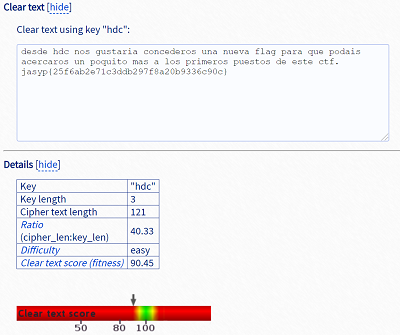 Clear text [hide]
Clear text using key "hdc":
desde hdc nos gustaria concederos una nueva flag para que podais
acercaros un poquito mas a los primeros puestos de este ctf.
jasyp{25f6ab2e71c3ddb297f8a20b9336c90c}
Details [hide]
Key "hdc"
Key length 3
Cipher text length 121
Ratio
(cipher_len:key_len) 40.33
Difficulty easy
Clear text score (fitness) 90.45
Clear text score
50 80 100